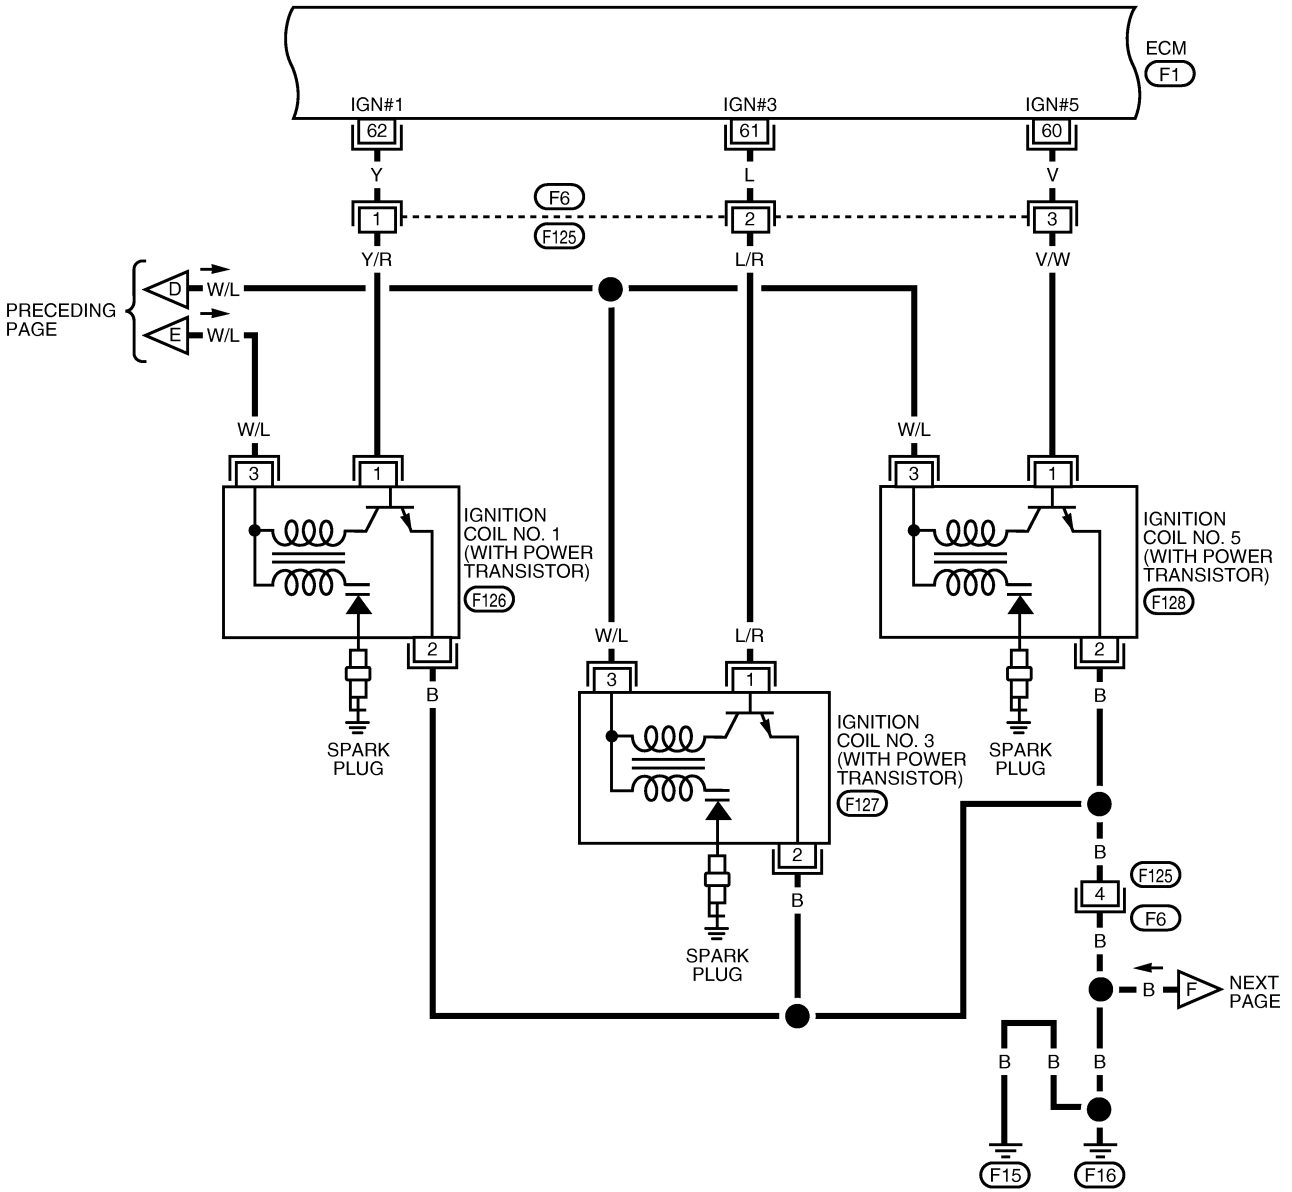 ECM
F1
IGN#1
IGN#3
IGN#5
62
61
60
Y
L
V
F6
1
2
3
F125
Y/R
L/R
V/W
PRECEDING
PAGE
D
W/L
E
W/L
W/L
W/L
3
1
3
1
IGNITION
COIL NO. 1
(WITH POWER
TRANSISTOR)
F126
IGNITION
COIL NO. 5
(WITH POWER
TRANSISTOR)
F128
W/L
L/R
2
2
3
1
B
B
SPARK
PLUG
SPARK
PLUG
IGNITION
COIL NO. 3
(WITH POWER
TRANSISTOR)
F127
2
B
B
F125
4
F6
B
SPARK
PLUG
B
F
NEXT
PAGE
B
B
B
F15
F16